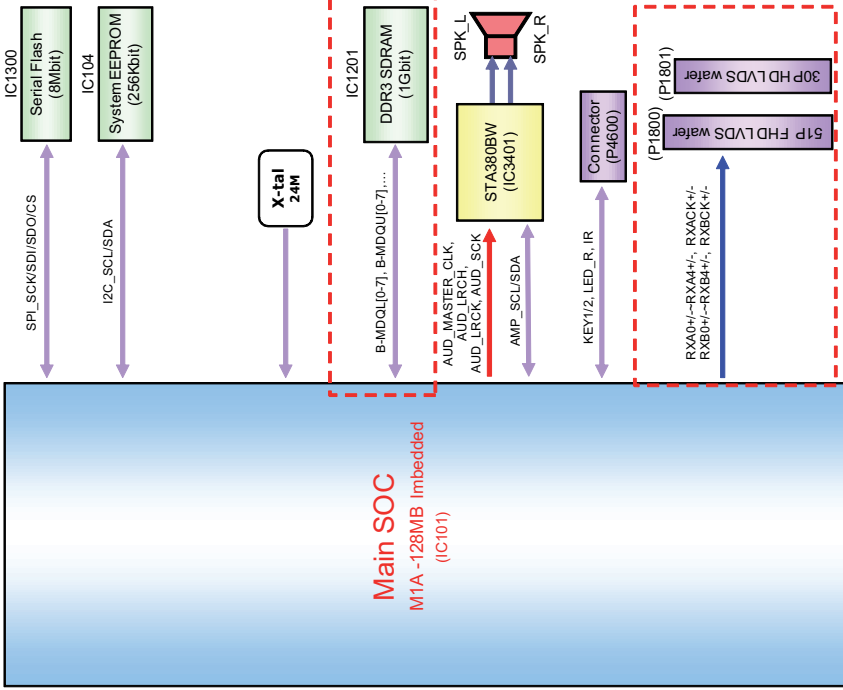 IC1300
Serial Flash
(8Mbit)
SPI_SCK/SDI/SDO/CS
IC104
System EEPROM
(256Kbit)
I2C_SCL/SDA
X-tal
24M
IC1201
DDR3 SDRAM
(1Gbit)
B-MDQL[0-7], B-MDQU[0-7],…
SPK_L
SPK_R
STA380BW
(IC3401)
AUD_MASTER_CLK,
AUD_LRCH,
AUD_LRCK, AUD_SCK
AMP_SCL/SDA
Connector
(P4600)
KEY1/2, LED_R, IR
(P1800)
51P FHD LVDS wafer
(P1801)
30P HD LVDS wafer
RXA0+/-~RXA4+/-, RXACK+/-
RXB0+/-~RXB4+/-, RXBCK+/-
Main SOC
M1A -128MB Imbedded
(IC101)